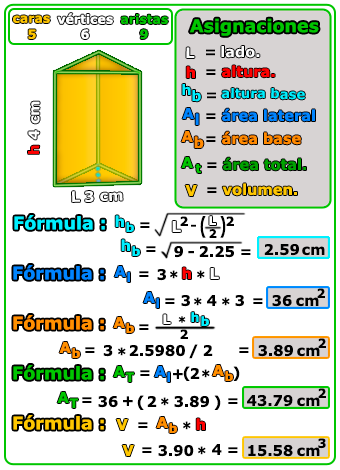 caras vértices aristas
5 6 9
h 4 cm
L 3 cm
Asignaciones
L = lado.
h = altura.
hb = altura base
Al = área lateral
Ab = área base
At = área total.
V = volumen.
Fórmula : hb = √L² - (L/2)²
hb = √9 - 2.25 = 2.59 cm
Fórmula : Al = 3 * h * L
Al = 3 * 4 * 3 = 36 cm²
Fórmula : Ab = L * hb / 2
Ab = 3 * 2.5980 / 2 = 3.89 cm²
Fórmula : AT = Al + (2 * Ab)
AT = 36 + ( 2 * 3.89 ) = 43.79 cm²
Fórmula : V = Ab * h
V = 3.90 * 4 = 15.58 cm³